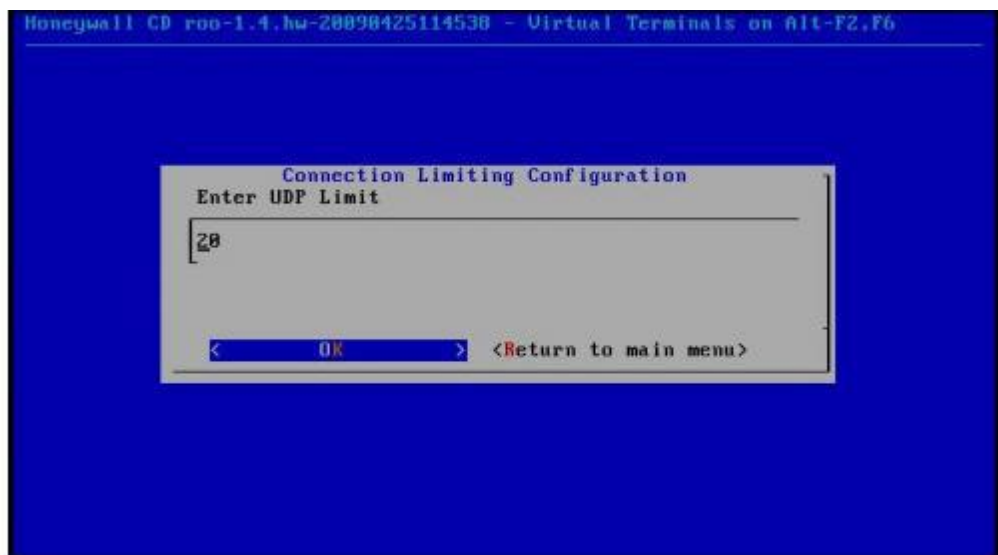 Honeywall CD roo-1.4.hw-20090425114538 - Virtual Terminals on Alt-F2,F6
Connection Limiting Configuration
Enter UDP Limit
20
< OK > <Return to main menu>